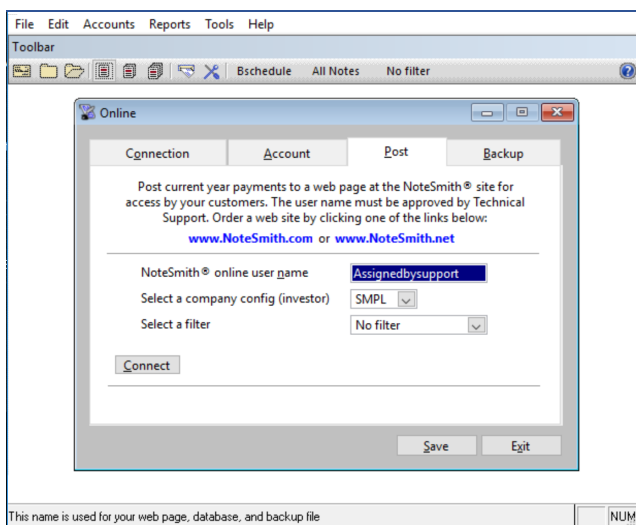 File Edit Accounts Reports Tools Help
Toolbar
Bschedule All Notes No filter
Online
Connection Account Post Backup
Post current year payments to a web page at the NoteSmith® site for
access by your customers. The user name must be approved by Technical
Support. Order a web site by clicking one of the links below:
www.NoteSmith.com or www.NoteSmith.net
NoteSmith® online user name Assignedbysupport
Select a company config (investor) SMPL
Select a filter No filter
Connect
Save Exit
This name is used for your web page, database, and backup file NUM